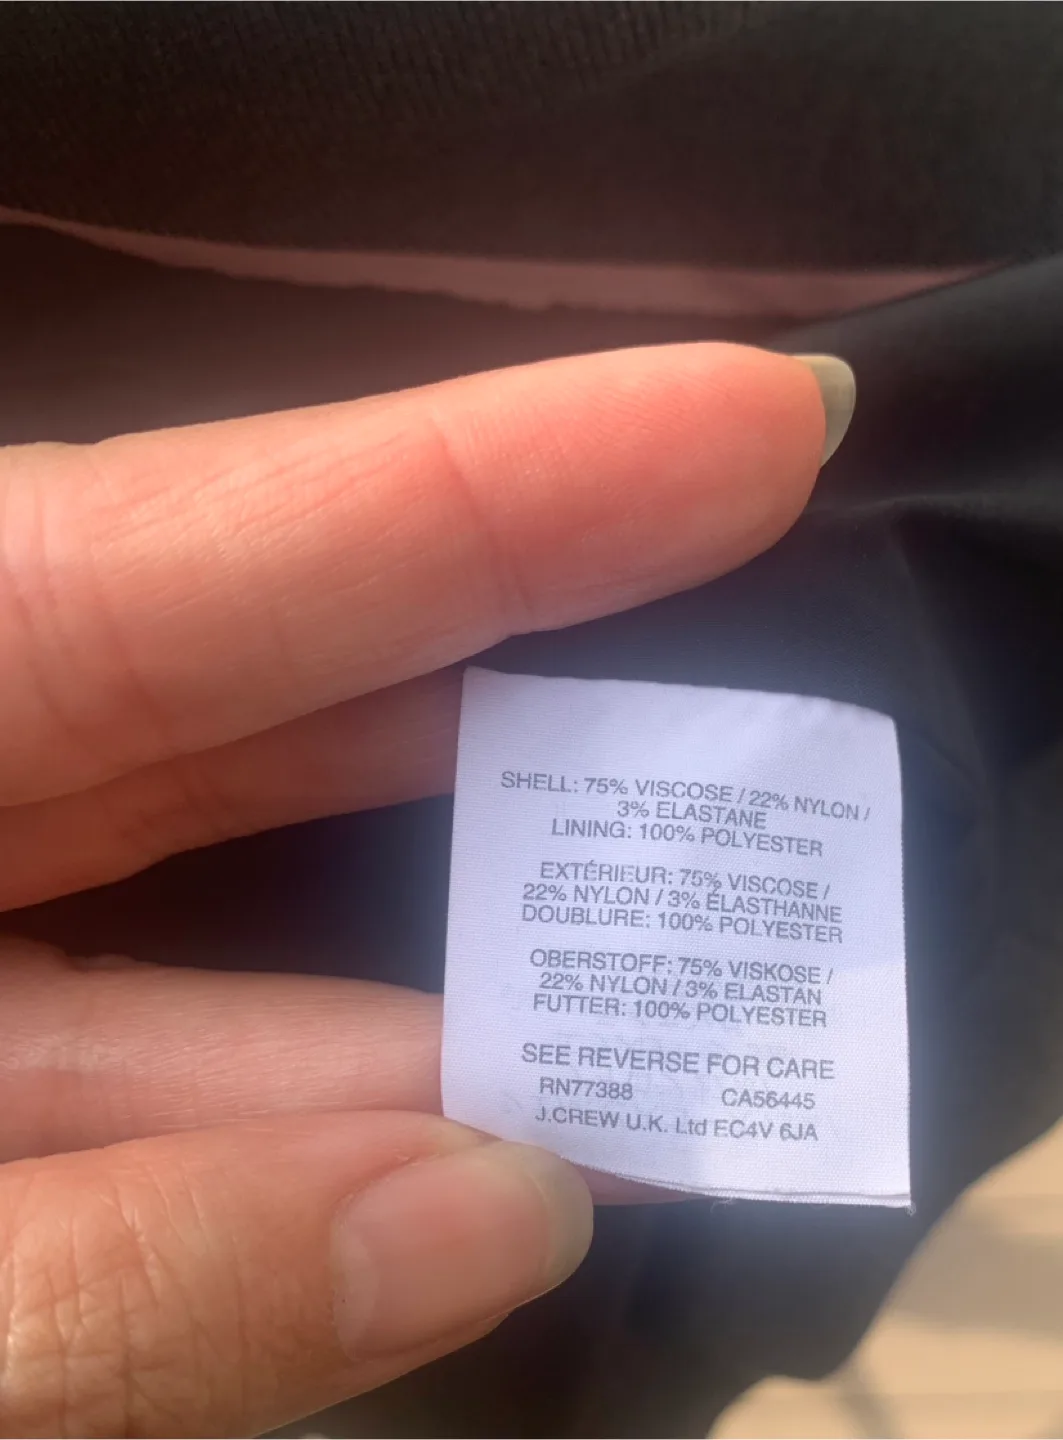 SHELL: 75% VISCOSE / 22% NYLON /
3% ELASTANE
LINING: 100% POLYESTER
EXTÉRIEUR: 75% VISCOSE /
22% NYLON / 3% ÉLASTHANNE
DOUBLURE: 100% POLYESTER
OBERSTOFF: 75% VISKOSE /
22% NYLON / 3% ELASTAN
FUTTER: 100% POLYESTER
SEE REVERSE FOR CARE
RN77388 CA56445
J.CREW U.K. Ltd EC4V 6JA